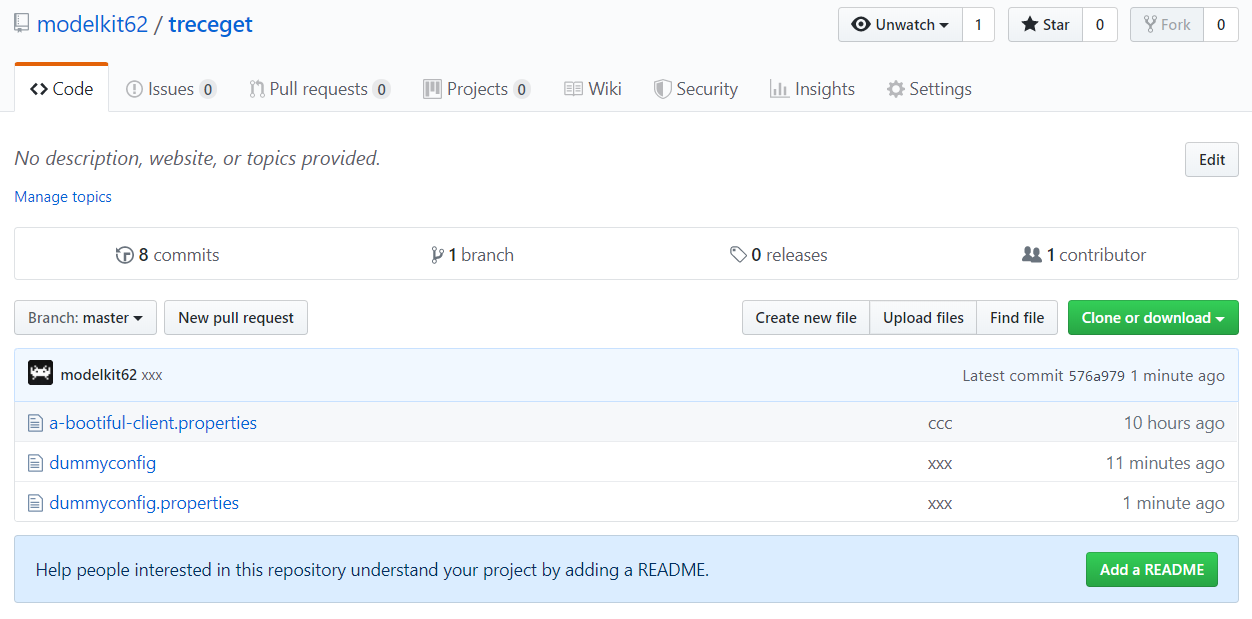 modelkit62 / treceget Unwatch 1 Star 0 Fork 0
Code Issues 0 Pull requests 0 Projects 0 Wiki Security Insights Settings
No description, website, or topics provided. Edit
Manage topics
8 commits 1 branch 0 releases 1 contributor
Branch: master New pull request Create new file Upload files Find file Clone or download
modelkit62 xxx Latest commit 576a979 1 minute ago
a-bootiful-client.properties ccc 10 hours ago
dummyconfig xxx 11 minutes ago
dummyconfig.properties xxx 1 minute ago
Help people interested in this repository understand your project by adding a README. Add a README